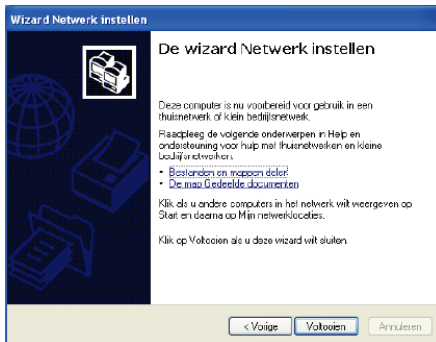 Wizard Netwerk instellen
De wizard Netwerk instellen
Deze computer is nu voorbereid voor gebruik in een
thuisnetwerk of klein bedrijfsnetwerk.
Raadpleeg de volgende onderwerpen in Help en
ondersteuning voor hulp met thuisnetwerken en kleine
bedrijfsnetwerken:
• Bestanden en mappen delen
• De map Gedeelde documenten
Klik als u andere computers in het netwerk wilt weergeven op
Start en daarna op Mijn netwerklocaties.
Klik op Voltooien als u deze wizard wilt sluiten.
< Vorige
Voltooien
Annuleren